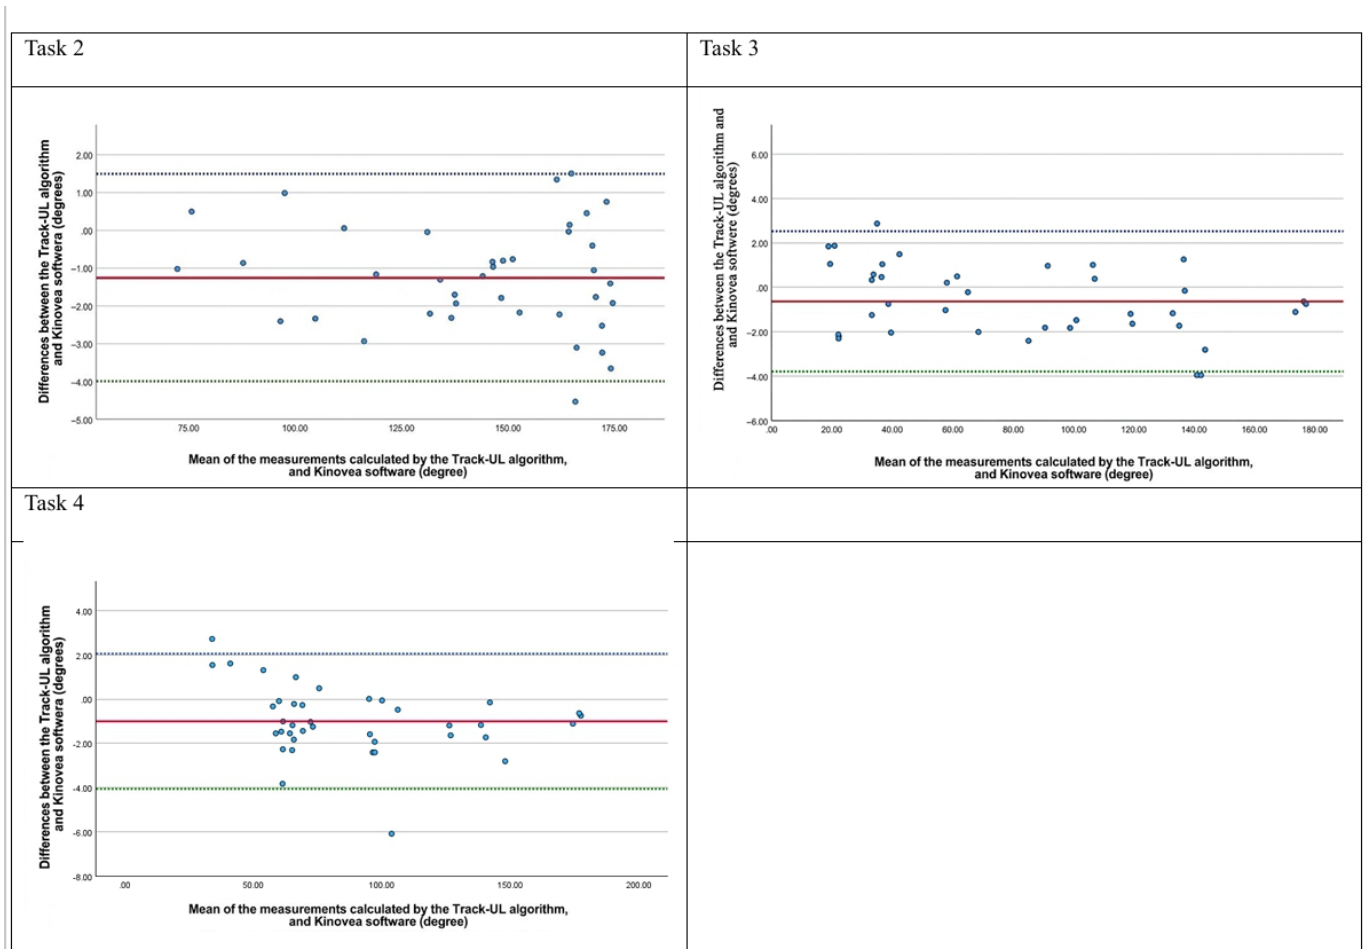 Task 2
Task 3
Differences between the Track-UL algorithm
and Kinovea softwera (degrees)
2.00
1.00
.00
-1.00
-2.00
-3.00
-4.00
-5.00
75.00 100.00 125.00 150.00 175.00
Mean of the measurements calculated by the Track-UL algorithm,
and Kinovea software (degree)
Differences between the Track-UL algorithm and
and Kinovea softwere (degrees)
6.00
4.00
2.00
.00
-2.00
-4.00
-6.00
.00 20.00 40.00 60.00 80.00 100.00 120.00 140.00 160.00 180.00
Mean of the measurements calculated by the Track-UL algorithm,
and Kinovea software (degree)
Task 4
Differences between the Track-UL algorithm
and Kinovea softwera (degrees)
4.00
2.00
.00
-2.00
-4.00
-6.00
-8.00
.00 50.00 100.00 150.00 200.00
Mean of the measurements calculated by the Track-UL algorithm,
and Kinovea software (degree)